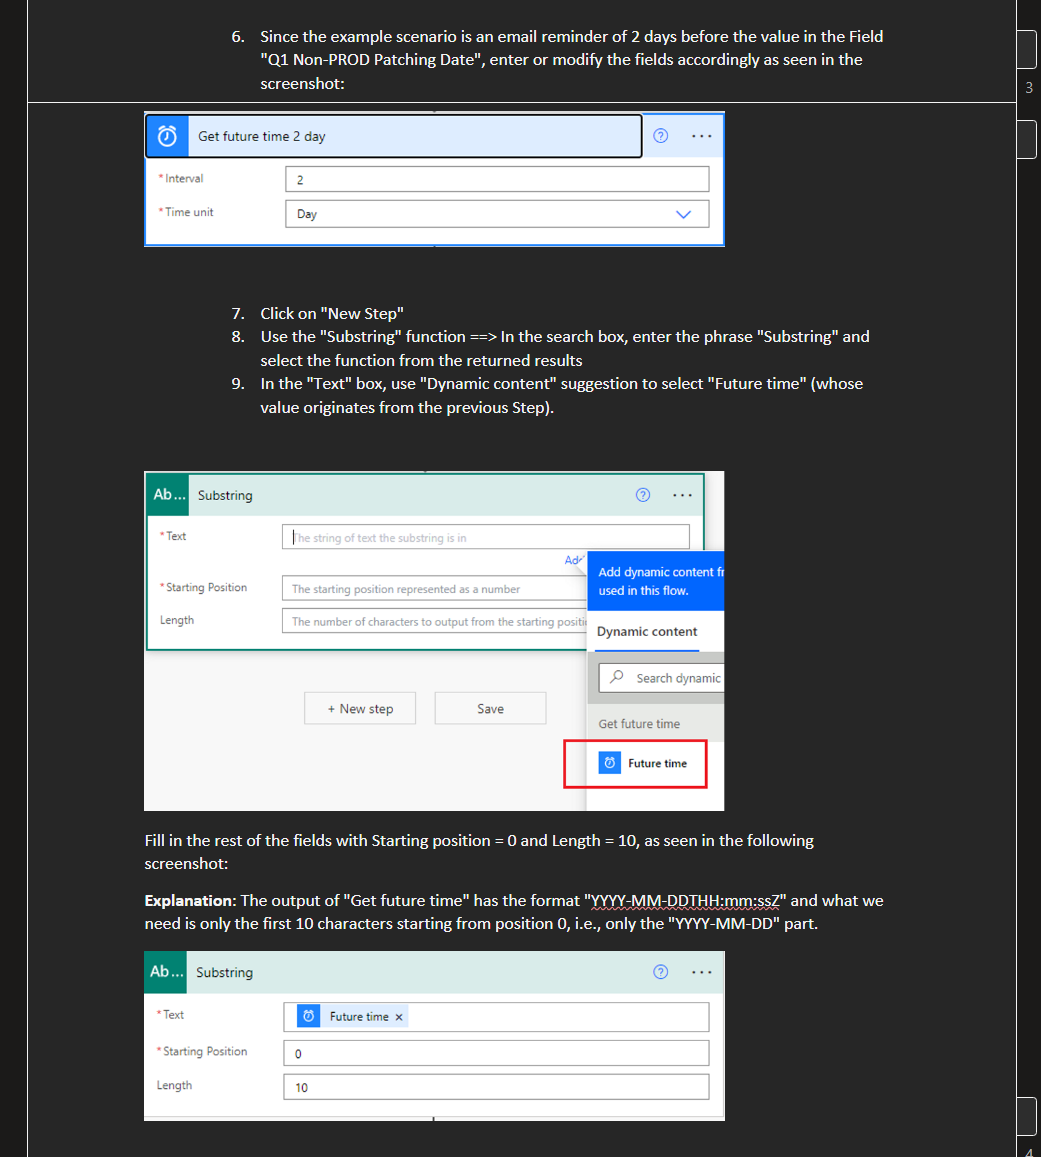 6. Since the example scenario is an email reminder of 2 days before the value in the Field
"Q1 Non-PROD Patching Date", enter or modify the fields accordingly as seen in the
screenshot:
3
Get future time 2 day
? ...
* Interval
2
* Time unit
Day
7. Click on "New Step"
8. Use the "Substring" function ==> In the search box, enter the phrase "Substring" and
select the function from the returned results
9. In the "Text" box, use "Dynamic content" suggestion to select "Future time" (whose
value originates from the previous Step).
Ab... Substring
? ...
* Text
The string of text the substring is in
Add dynamic content fr
used in this flow.
* Starting Position
The starting position represented as a number
Length
The number of characters to output from the starting positi
Dynamic content
Search dynamic
+ New step
Save
Get future time
Future time
Fill in the rest of the fields with Starting position = 0 and Length = 10, as seen in the following
screenshot:
Explanation: The output of "Get future time" has the format "YYYY-MM-DDTHH:mm:ssZ" and what we
need is only the first 10 characters starting from position 0, i.e., only the "YYYY-MM-DD" part.
Ab... Substring
? ...
* Text
Future time ×
* Starting Position
0
Length
10
4